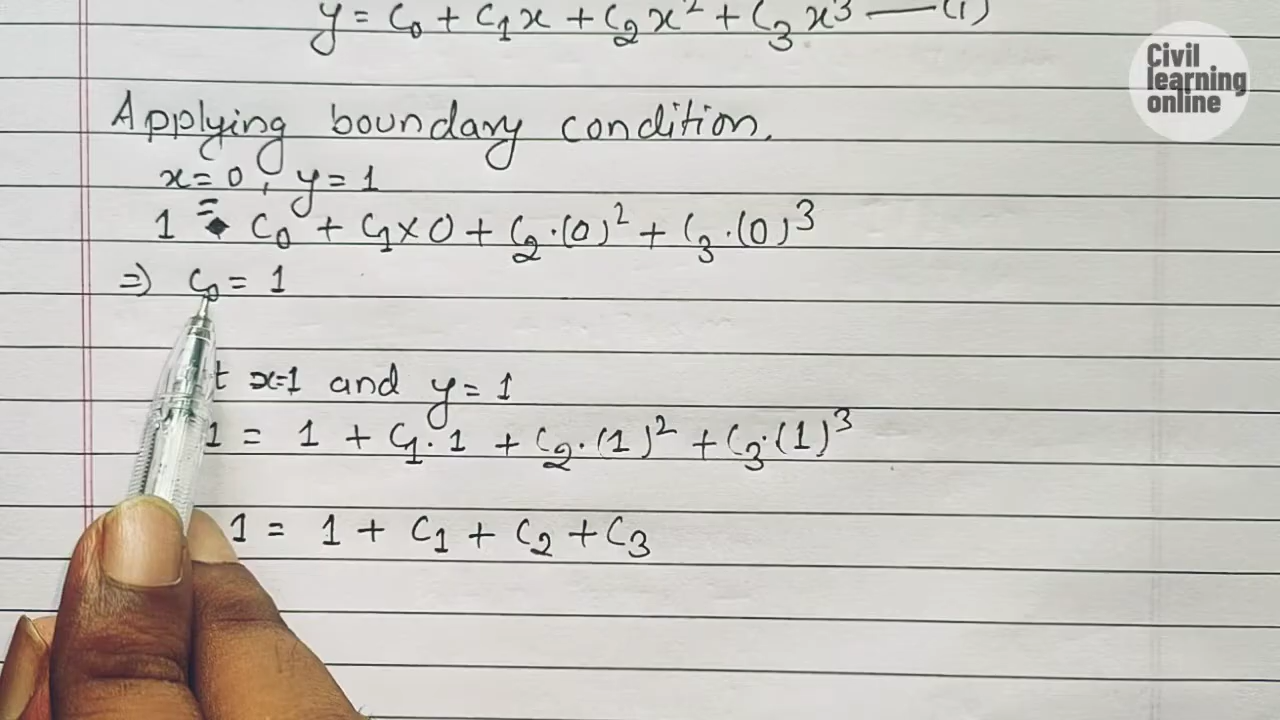 y = C₀ + C₁x + C₂x² + C₃x³ — (1)
Civil
learning
online
Applying boundary condition.
x = 0, y = 1
1 = C₀ + C₁×0 + C₂·(0)² + C₃·(0)³
⇒ C₀ = 1
t x=1 and y = 1
1 = 1 + C₁·1 + C₂·(1)² + C₃·(1)³
1 = 1 + C₁ + C₂ + C₃